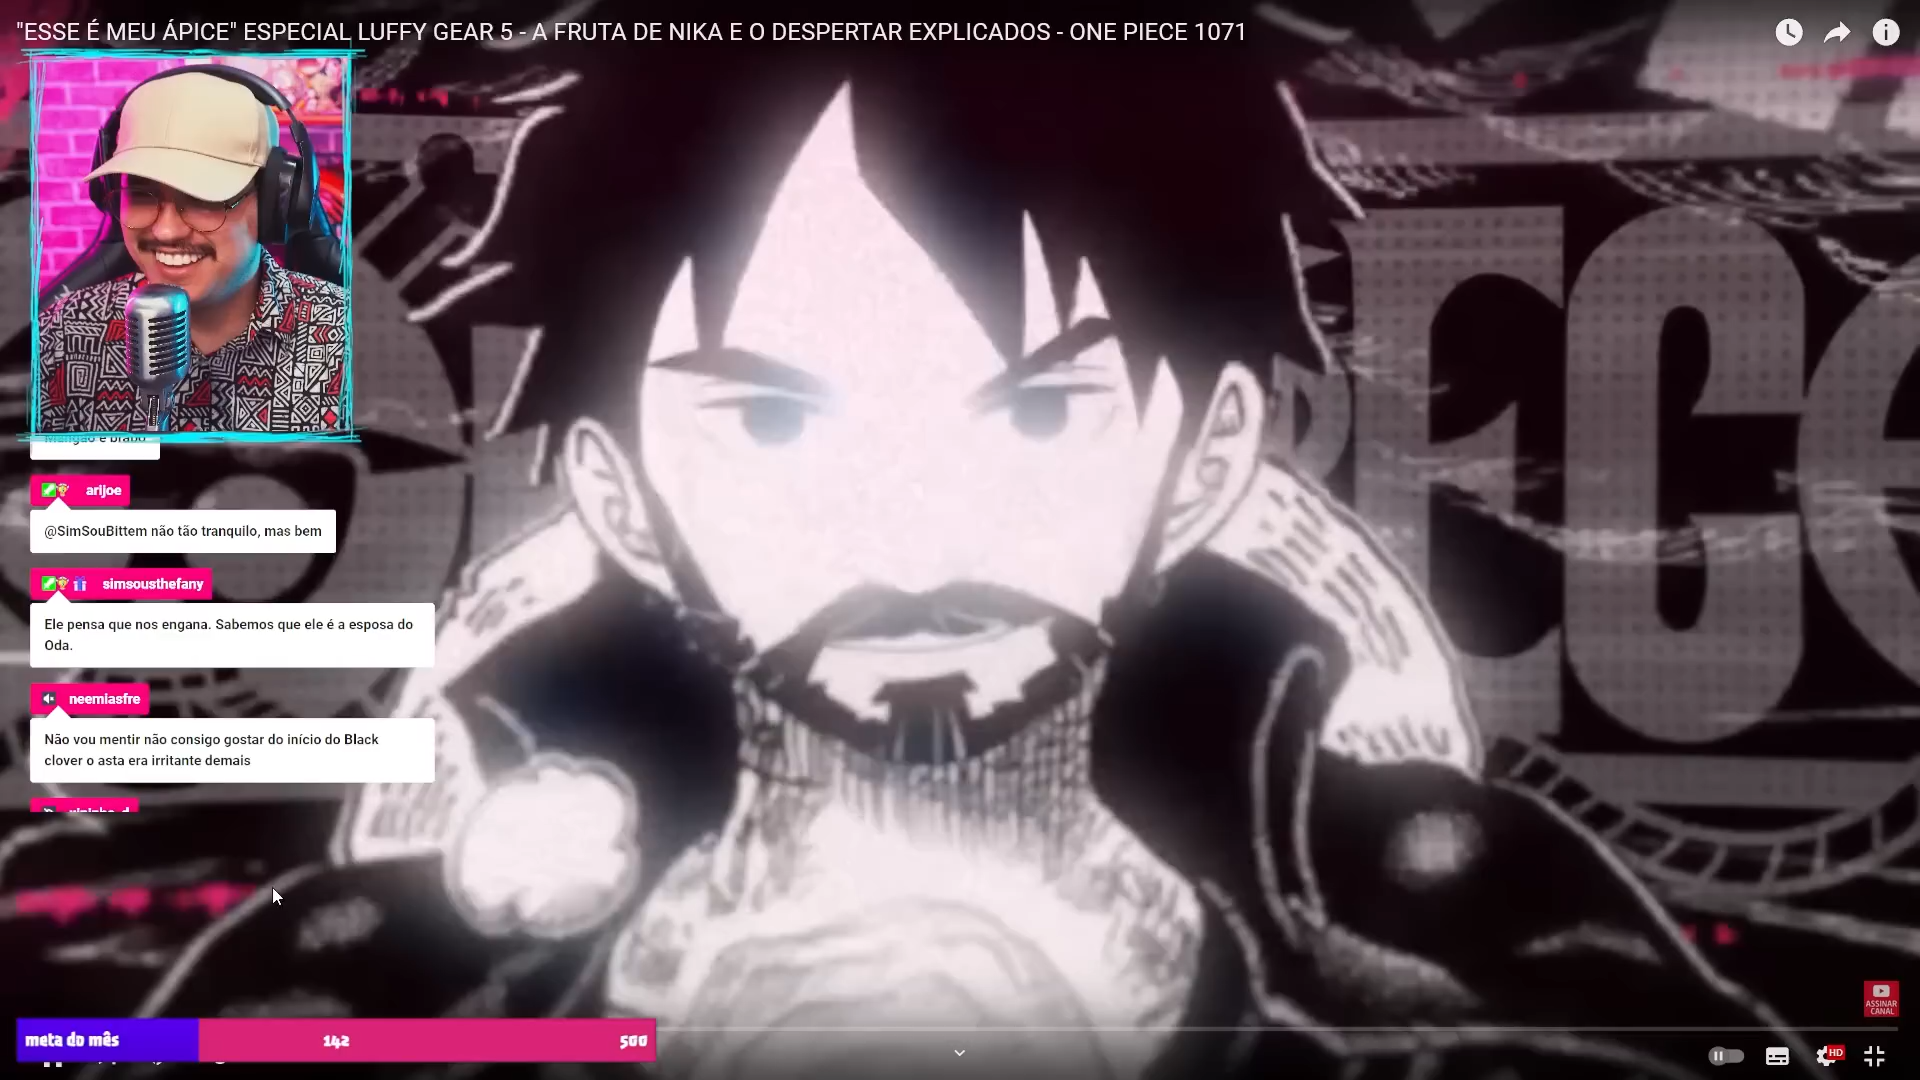 "ESSE É MEU ÁPICE" ESPECIAL LUFFY GEAR 5 - A FRUTA DE NIKA E O DESPERTAR EXPLICADOS - ONE PIECE 1071
arijoe
@SimSouBittem não tão tranquilo, mas bem
simsousthefany
Ele pensa que nos engana. Sabemos que ele é a esposa do
Oda.
neemiasfre
Não vou mentir não consigo gostar do início do Black
clover o asta era irritante demais
ASSINAR
CANAL
meta do mês 142 500
HD